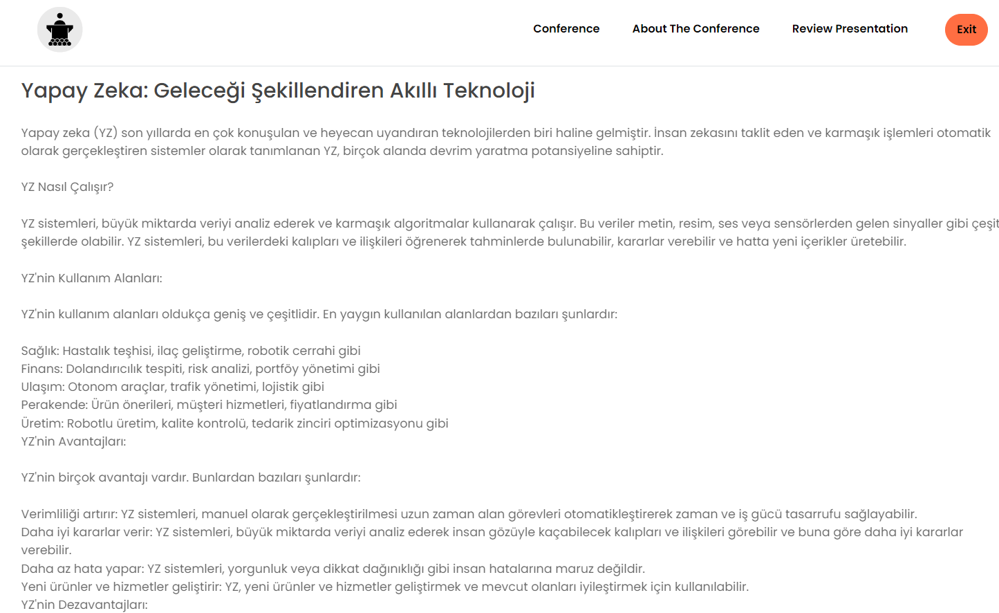 Conference About The Conference Review Presentation Exit
Yapay Zeka: Geleceği Şekillendiren Akıllı Teknoloji
Yapay zeka (YZ) son yıllarda en çok konuşulan ve heyecan uyandıran teknolojilerden biri haline gelmiştir. İnsan zekasını taklit eden ve karmaşık işlemleri otomatik
olarak gerçekleştiren sistemler olarak tanımlanan YZ, birçok alanda devrim yaratma potansiyeline sahiptir.
YZ Nasıl Çalışır?
YZ sistemleri, büyük miktarda veriyi analiz ederek ve karmaşık algoritmalar kullanarak çalışır. Bu veriler metin, resim, ses veya sensörlerden gelen sinyaller gibi
şekillerde olabilir. YZ sistemleri, bu verilerdeki kalıpları ve ilişkileri öğrenerek tahminlerde bulunabilir, kararlar verebilir ve hatta yeni içerikler üretebilir.
YZ'nin Kullanım Alanları:
YZ'nin kullanım alanları oldukça geniş ve çeşitlidir. En yaygın kullanılan alanlardan bazıları şunlardır:
Sağlık: Hastalık teşhisi, ilaç geliştirme, robotik cerrahi gibi
Finans: Dolandırıcılık tespiti, risk analizi, portföy yönetimi gibi
Ulaşım: Otonom araçlar, trafik yönetimi, lojistik gibi
Perakende: Ürün önerileri, müşteri hizmetleri, fiyatlandırma gibi
Üretim: Robotlu üretim, kalite kontrolü, tedarik zinciri optimizasyonu gibi
YZ'nin Avantajları:
YZ'nin birçok avantajı vardır. Bunlardan bazıları şunlardır:
Verimliliği artırır: YZ sistemleri, manuel olarak gerçekleştirilmesi uzun zaman alan görevleri otomatikleştirerek zaman ve iş gücü tasarrufu sağlayabilir.
Daha iyi kararlar verir: YZ sistemleri, büyük miktarda veriyi analiz ederek insan gözüyle kaçabilecek kalıpları ve ilişkileri görebilir ve buna göre daha iyi kararlar
verebilir.
Daha az hata yapar: YZ sistemleri, yorgunluk veya dikkat dağınıklığı gibi insan hatalarına maruz değildir.
Yeni ürünler ve hizmetler geliştirir: YZ, yeni ürünler ve hizmetler geliştirmek ve mevcut olanları iyileştirmek için kullanılabilir.
YZ'nin Dezavantajları: